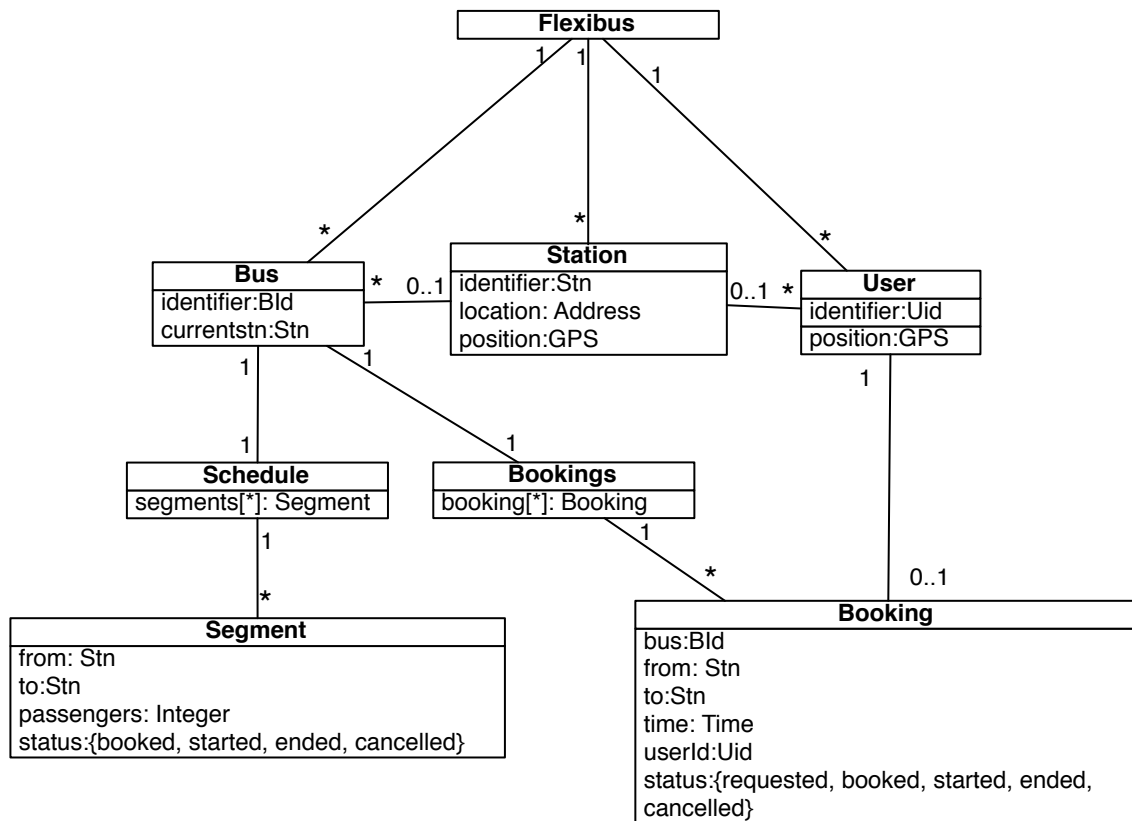 Flexibus
1
1
1
*
*
*
Bus
identifier:BId
currentstn:Stn
*
0..1
Station
identifier:Stn
location: Address
position:GPS
0..1
*
User
identifier:Uid
position:GPS
1
1
1
1
1
0..1
Schedule
segments[*]: Segment
Bookings
booking[*]: Booking
1
*
1
*
Segment
from: Stn
to:Stn
passengers: Integer
status:{booked, started, ended, cancelled}
Booking
bus:BId
from: Stn
to:Stn
time: Time
userId:Uid
status:{requested, booked, started, ended,
cancelled}